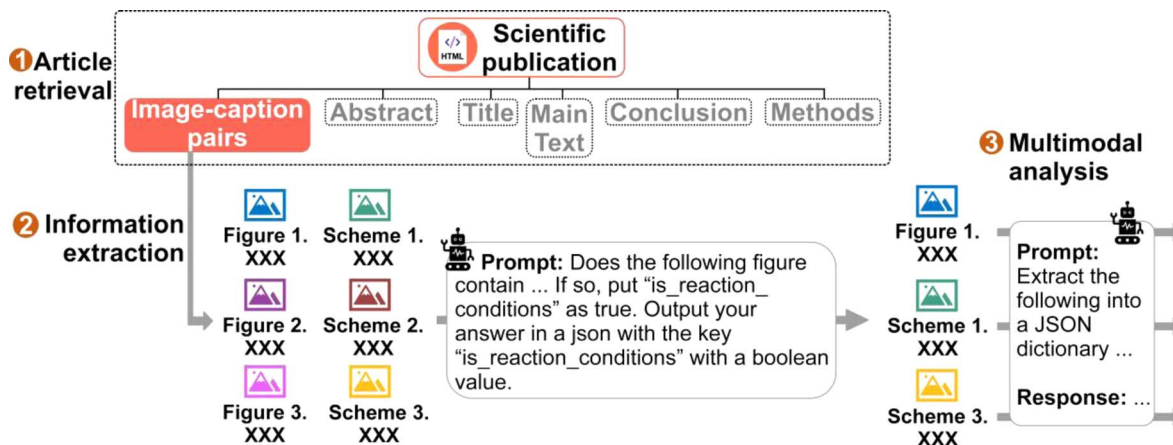 1 Article
retrieval
</> HTML
Scientific
publication
Image-caption
pairs
Abstract
Title
Main
Text
Conclusion
Methods
2 Information
extraction
Figure 1.
XXX
Scheme 1.
XXX
Figure 2.
XXX
Scheme 2.
XXX
Figure 3.
XXX
Scheme 3.
XXX
Prompt: Does the following figure
contain ... If so, put “is_reaction_
conditions” as true. Output your
answer in a json with the key
“is_reaction_conditions” with a boolean
value.
3 Multimodal
analysis
Figure 1.
XXX
Scheme 1.
XXX
Scheme 3.
XXX
Prompt:
Extract the
following into
a JSON
dictionary ...
Response: ...